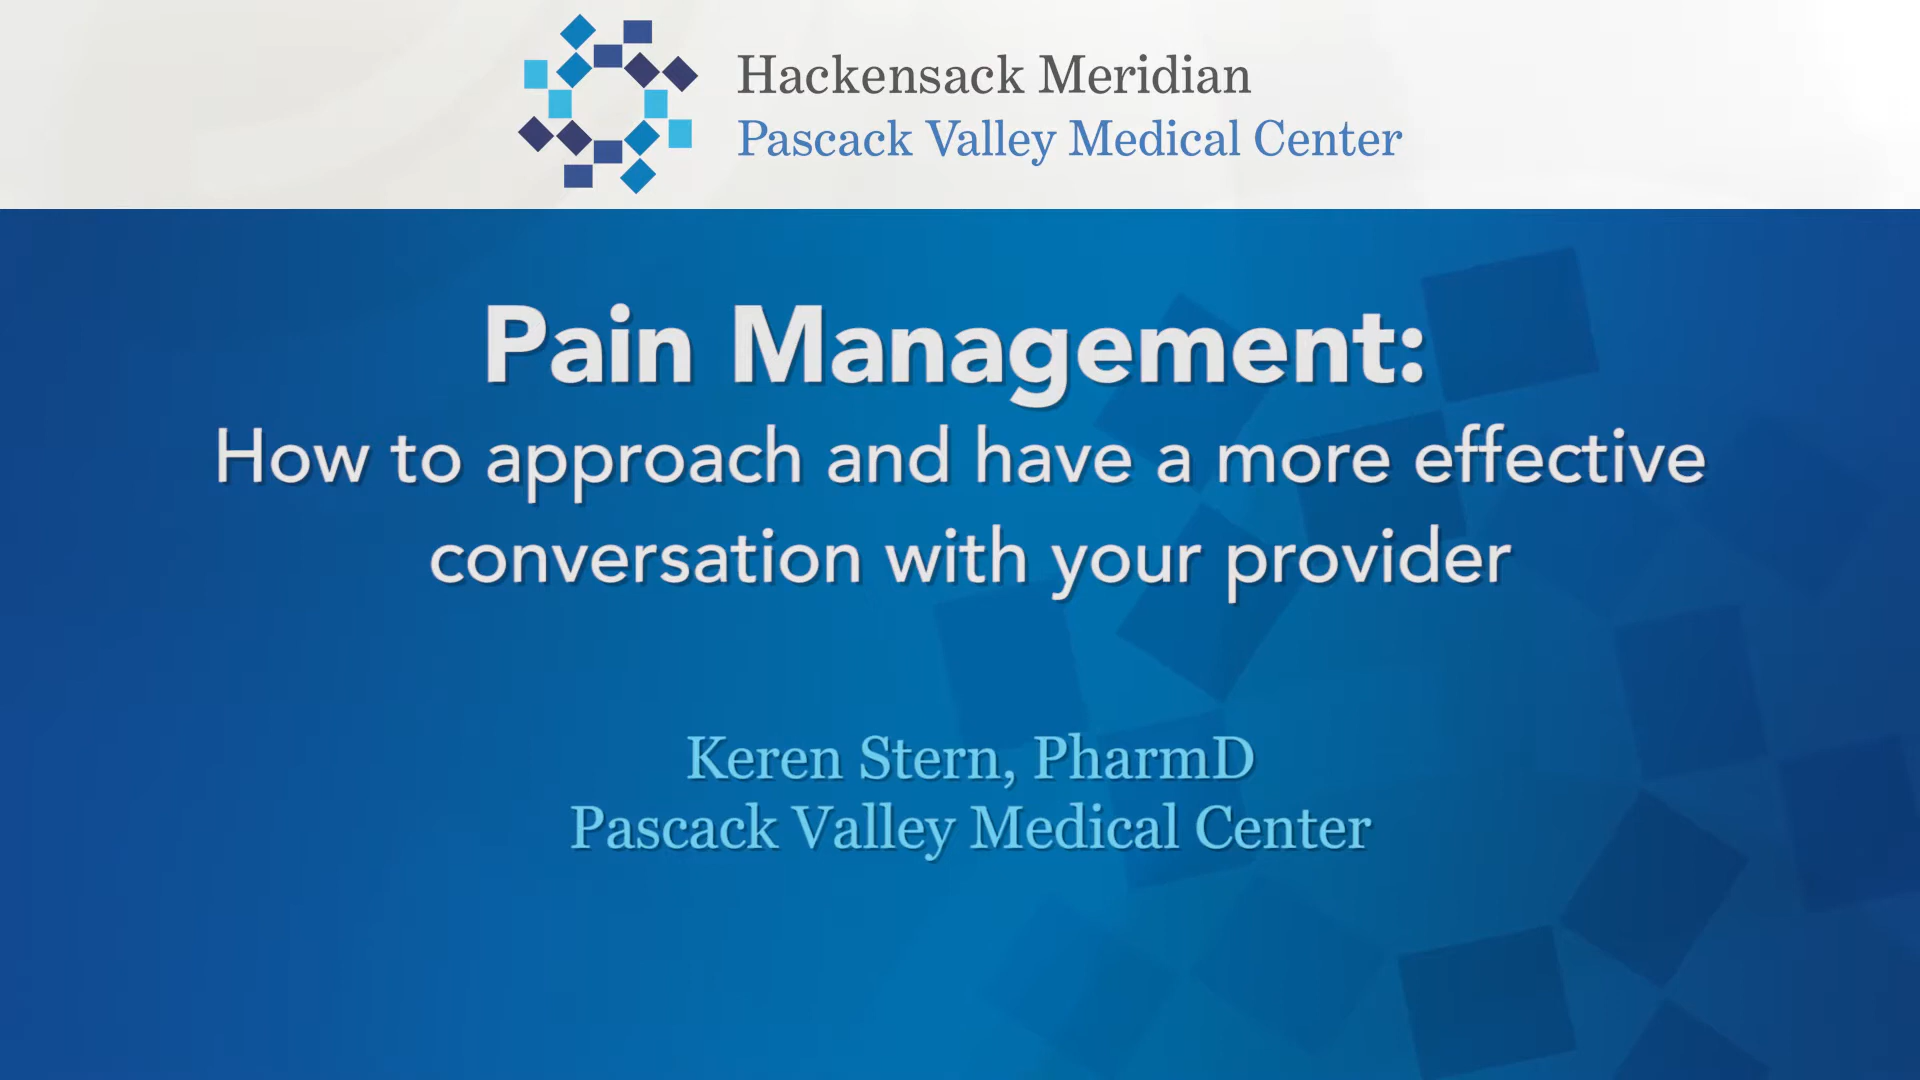 Hackensack Meridian
Pascack Valley Medical Center
Pain Management:
How to approach and have a more effective
conversation with your provider
Keren Stern, PharmD
Pascack Valley Medical Center